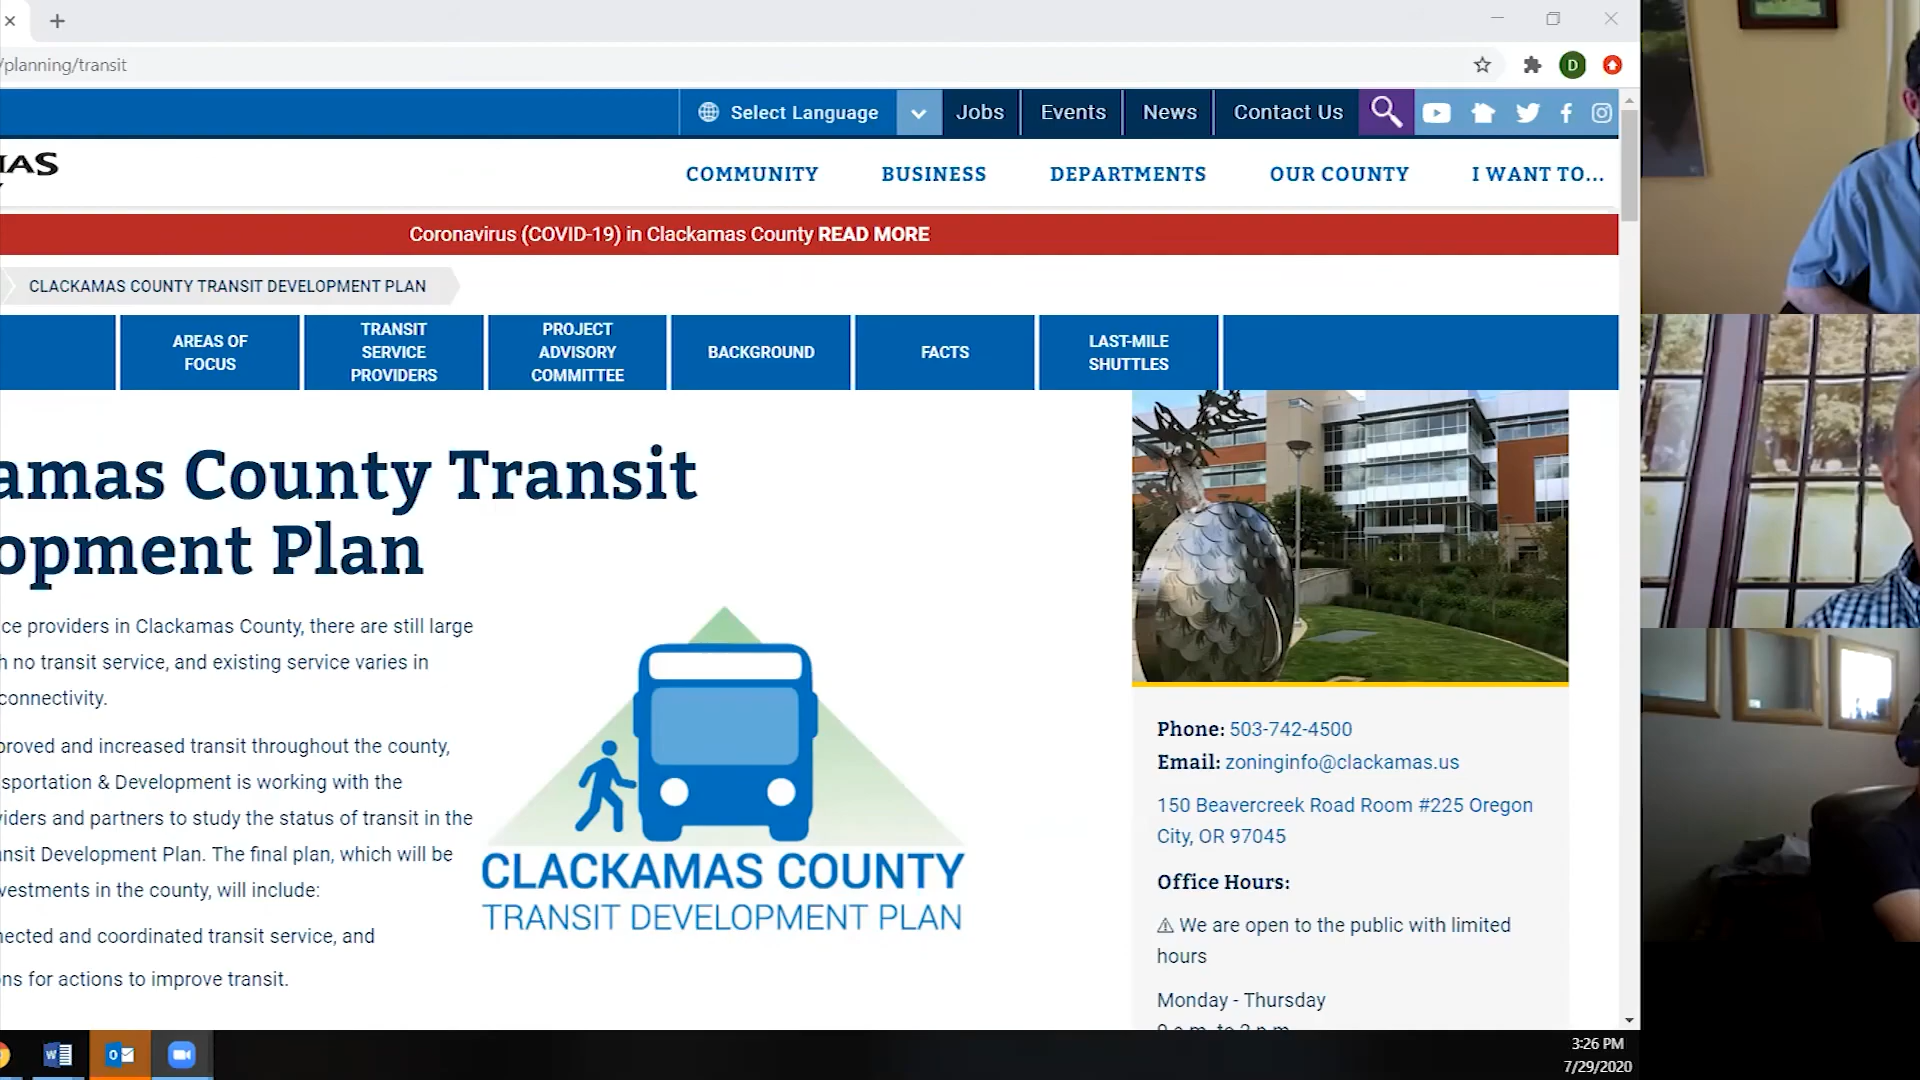 /planning/transit
D
Select Language
Jobs
Events
News
Contact Us
COMMUNITY
BUSINESS
DEPARTMENTS
OUR COUNTY
I WANT TO...
Coronavirus (COVID-19) in Clackamas County READ MORE
CLACKAMAS COUNTY TRANSIT DEVELOPMENT PLAN
AREAS OF
FOCUS
TRANSIT
SERVICE
PROVIDERS
PROJECT
ADVISORY
COMMITTEE
BACKGROUND
FACTS
LAST-MILE
SHUTTLES
amas County Transit
opment Plan
ce providers in Clackamas County, there are still large
no transit service, and existing service varies in
connectivity.
proved and increased transit throughout the county,
sportation & Development is working with the
viders and partners to study the status of transit in the
nsit Development Plan. The final plan, which will be
vestments in the county, will include:
nected and coordinated transit service, and
ns for actions to improve transit.
CLACKAMAS COUNTY
TRANSIT DEVELOPMENT PLAN
Phone: 503-742-4500
Email: zoninginfo@clackamas.us
150 Beavercreek Road Room #225 Oregon
City, OR 97045
Office Hours:
We are open to the public with limited
hours
Monday - Thursday
3:26 PM
7/29/2020